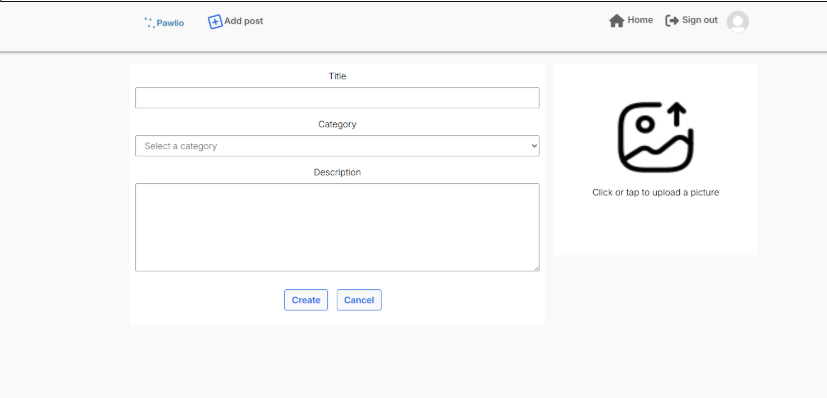 Pawlio
Add post
Home
Sign out
Title
Category
Select a category
Description
Create
Cancel
Click or tap to upload a picture